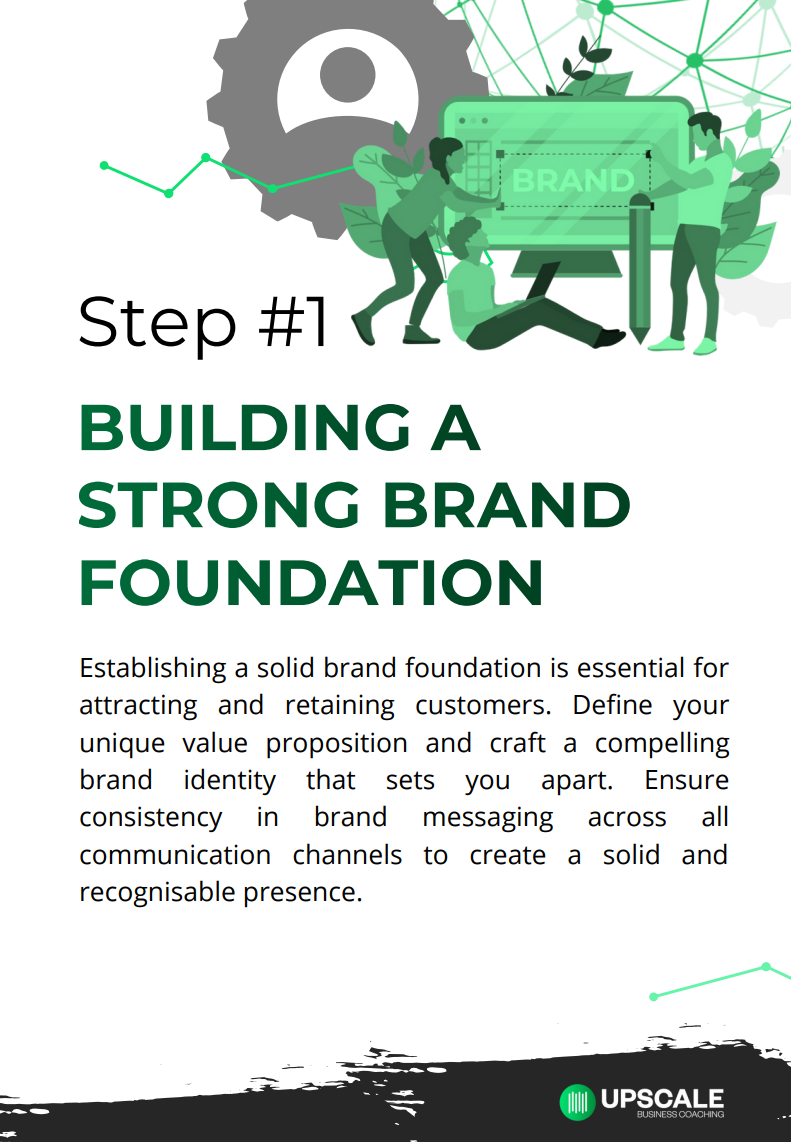 BRAND
Step #1
BUILDING A
STRONG BRAND
FOUNDATION
Establishing a solid brand foundation is essential for
attracting and retaining customers. Define your
unique value proposition and craft a compelling
brand identity that sets you apart. Ensure
consistency in brand messaging across all
communication channels to create a solid and
recognisable presence.
UPSCALE
BUSINESS COACHING